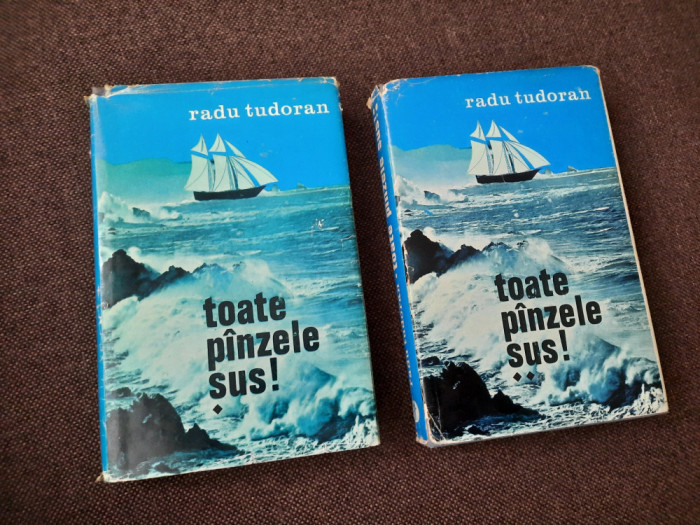 radu tudoran
toate
pînzele
sus!
radu tudoran
toate
pînzele
sus!